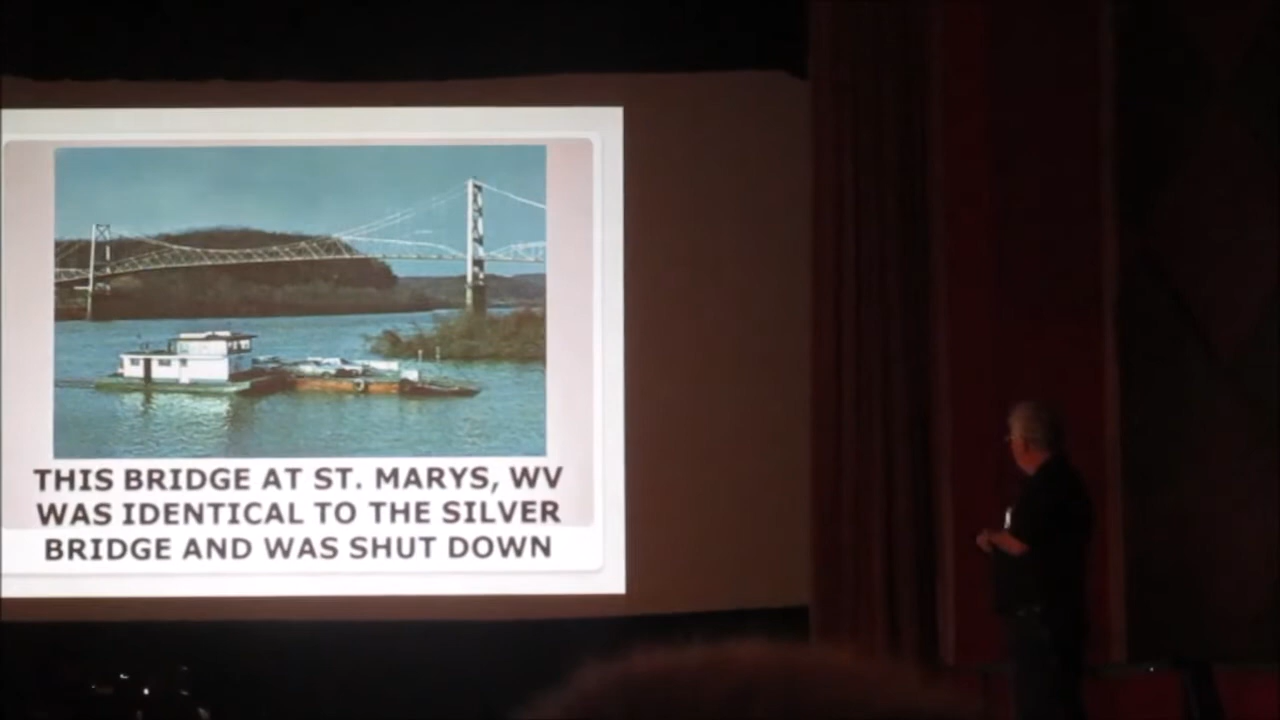 THIS BRIDGE AT ST. MARYS, WV
WAS IDENTICAL TO THE SILVER
BRIDGE AND WAS SHUT DOWN